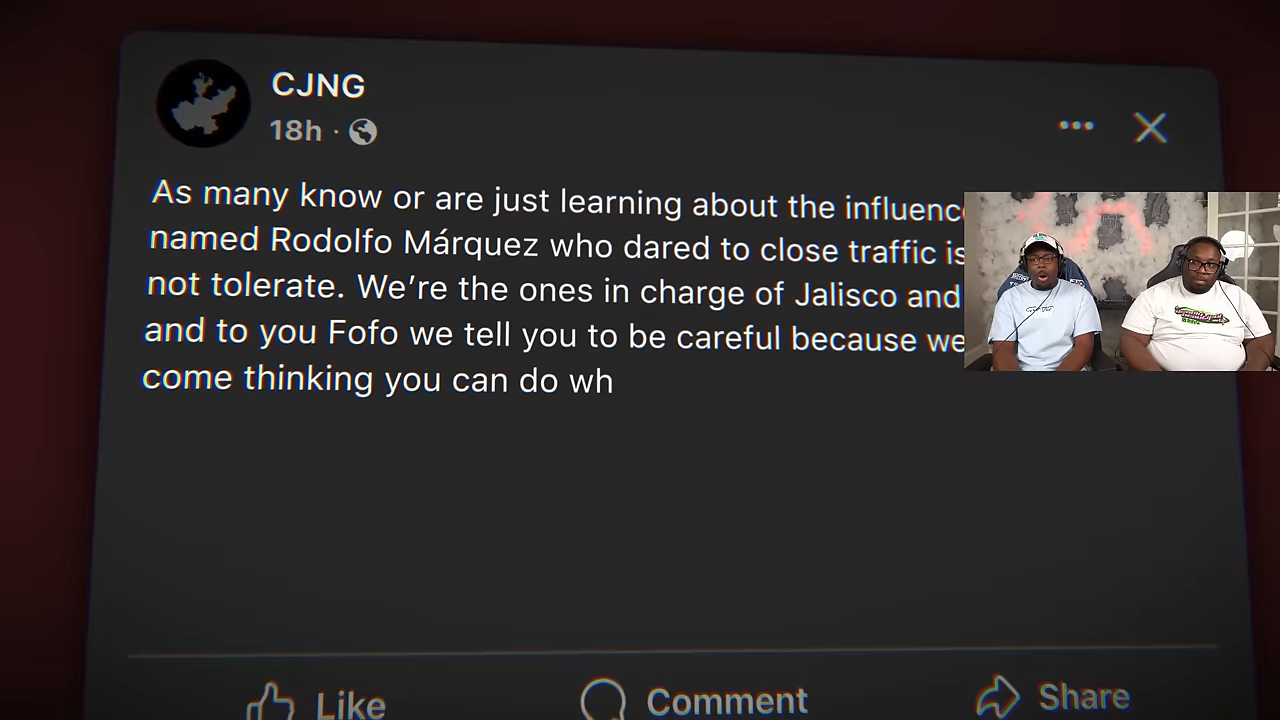 CJNG
18h ·
As many know or are just learning about the influenc
named Rodolfo Márquez who dared to close traffic is
not tolerate. We're the ones in charge of Jalisco and
and to you Fofo we tell you to be careful because we
come thinking you can do wh
Like
Comment
Share